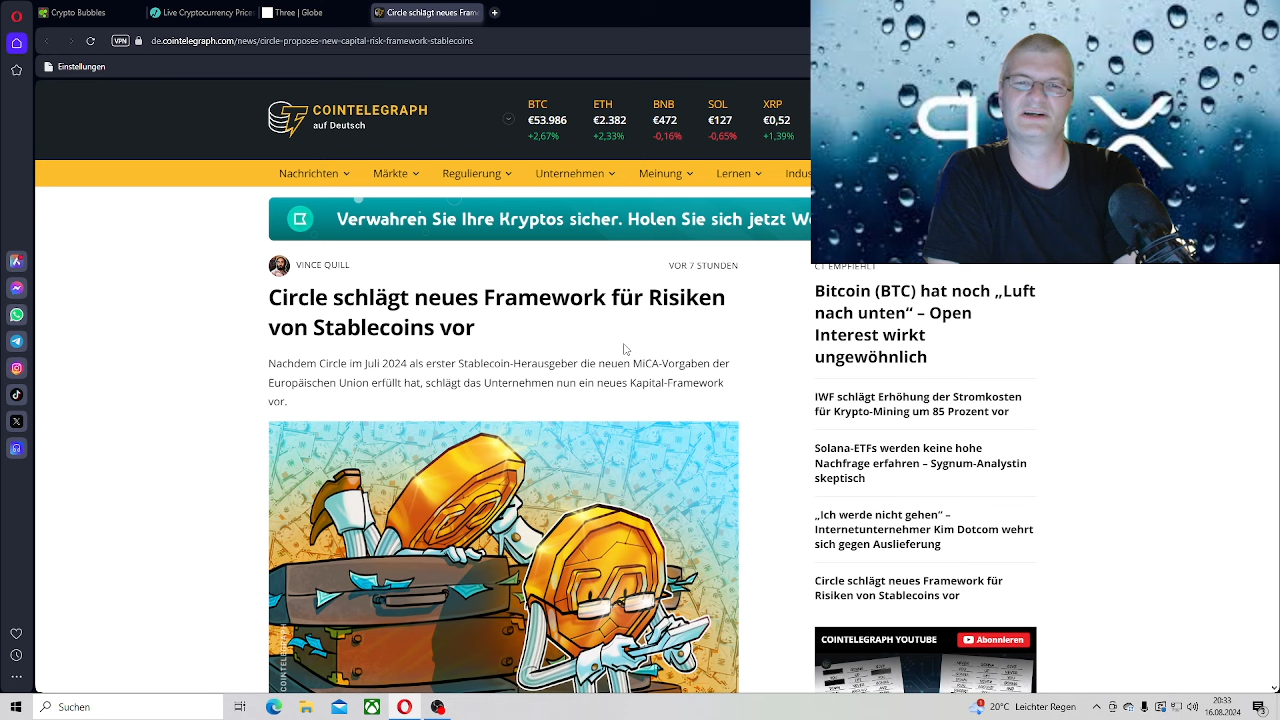 Crypto Bubbles
Live Cryptocurrency Price
Three | Globe
Circle schlägt neues Frame
VPN
de.cointelegraph.com/news/circle-proposes-new-cap-risk-framework-stablecoins
Einstellungen
COINTELEGRAPH
auf Deutsch
BTC ETH BNB SOL XRP
€53.986 €2.382 €472 €127 €0,52
+2,67% +2,33% -0,16% -0,65% +1,39%
Nachrichten Märkte Regulierung Unternehmen Meinung Lernen Indus
Verwahren Sie Ihre Kryptos sicher. Holen Sie sich jetzt
VINCE QUILL
VOR 7 STUNDEN
Circle schlägt neues Framework für Risiken
von Stablecoins vor
Nachdem Circle im Juli 2024 als erster Stablecoin-Herausgeber die neuen MiCA-Vorgaben der
Europäischen Union erfüllt hat, schlägt das Unternehmen nun ein neues Kapital-Framework
vor.
COINTELEGRAPH
CT EMPFIEHLT
Bitcoin (BTC) hat noch „Luft
nach unten“ – Open
Interest wirkt
ungewöhnlich
IWF schlägt Erhöhung der Stromkosten
für Krypto-Mining um 85 Prozent vor
Solana-ETFs werden keine hohe
Nachfrage erfahren – Sygnum-Analystin
skeptisch
„Ich werde nicht gehen“ –
Internetunternehmer Kim Dotcom wehrt
sich gegen Auslieferung
Circle schlägt neues Framework für
Risiken von Stablecoins vor
COINTELEGRAPH YOUTUBE
Abonnieren
Suchen
20°C Leichter Regen
20:33
16.08.2024